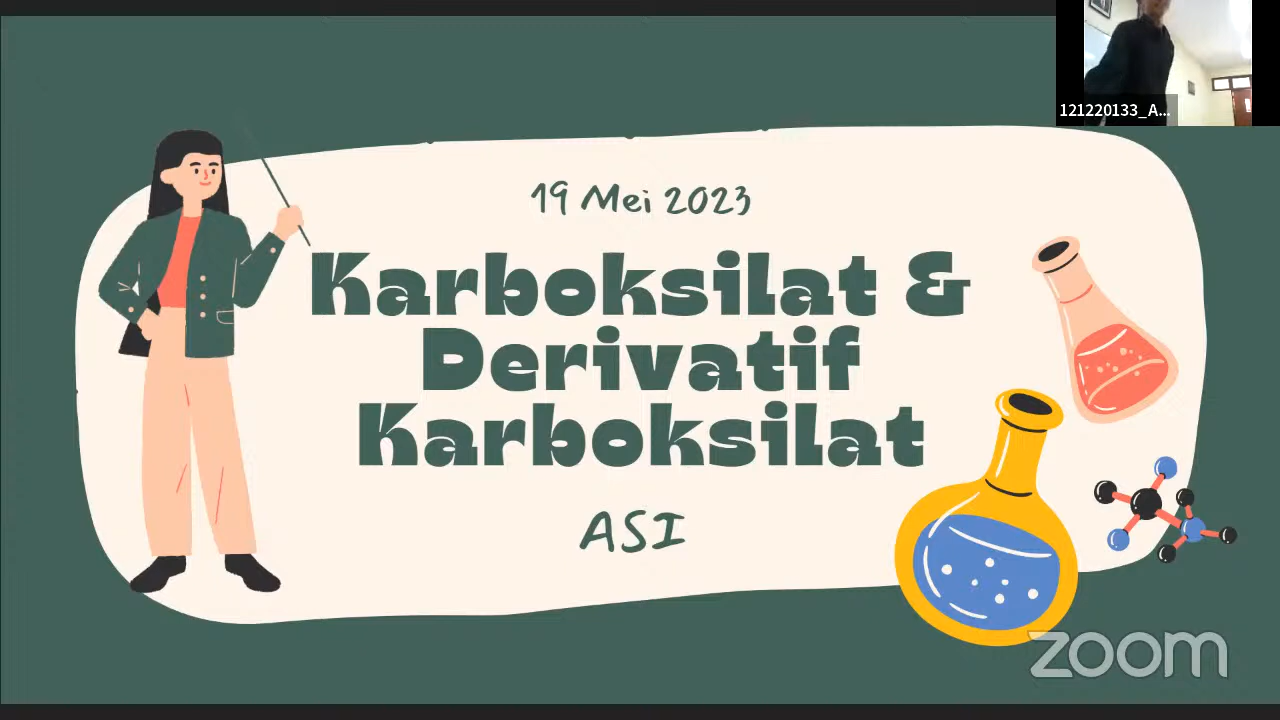 121220133_A...
19 Mei 2023
Karboksilat &
Derivatif
Karboksilat
ASI
zoom